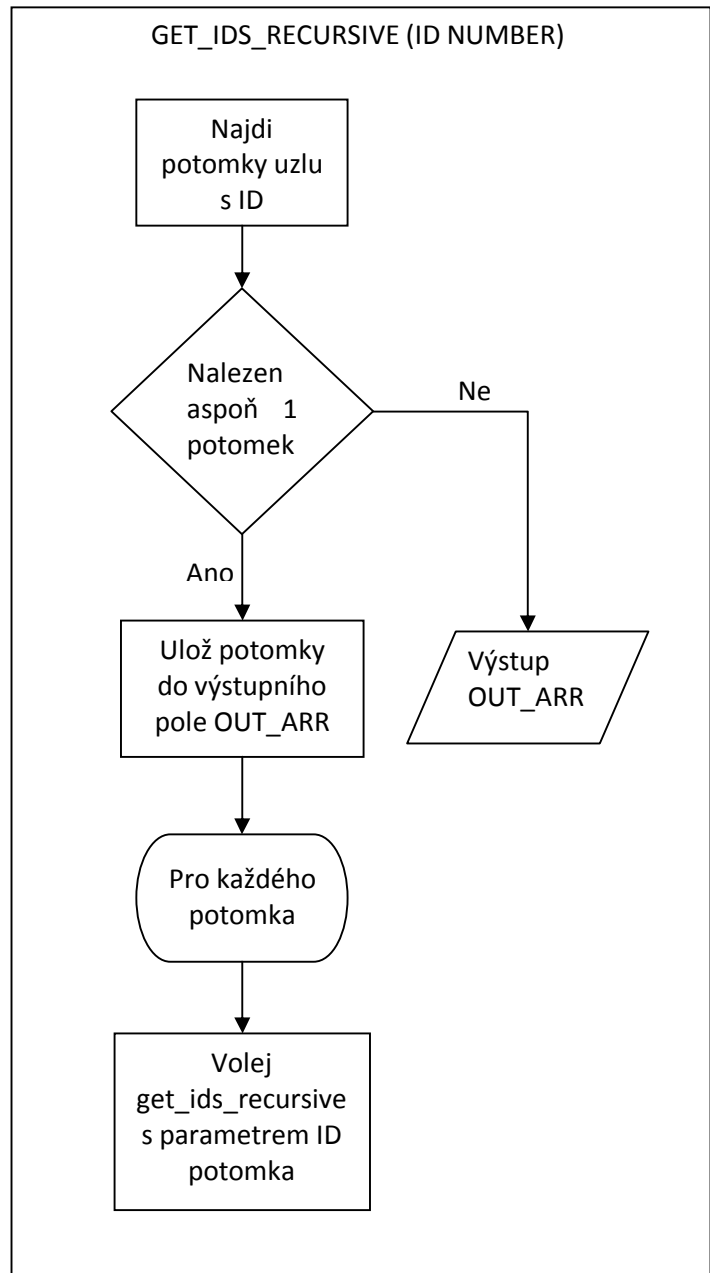 GET_IDS_RECURSIVE (ID NUMBER)
Najdi
potomky uzlu
s ID
Nalezen
aspoň 1
potomek
Ne
Ano
Ulož potomky
do výstupního
pole OUT_ARR
Výstup
OUT_ARR
Pro každého
potomka
Volej
get_ids_recursive
s parametrem ID
potomka